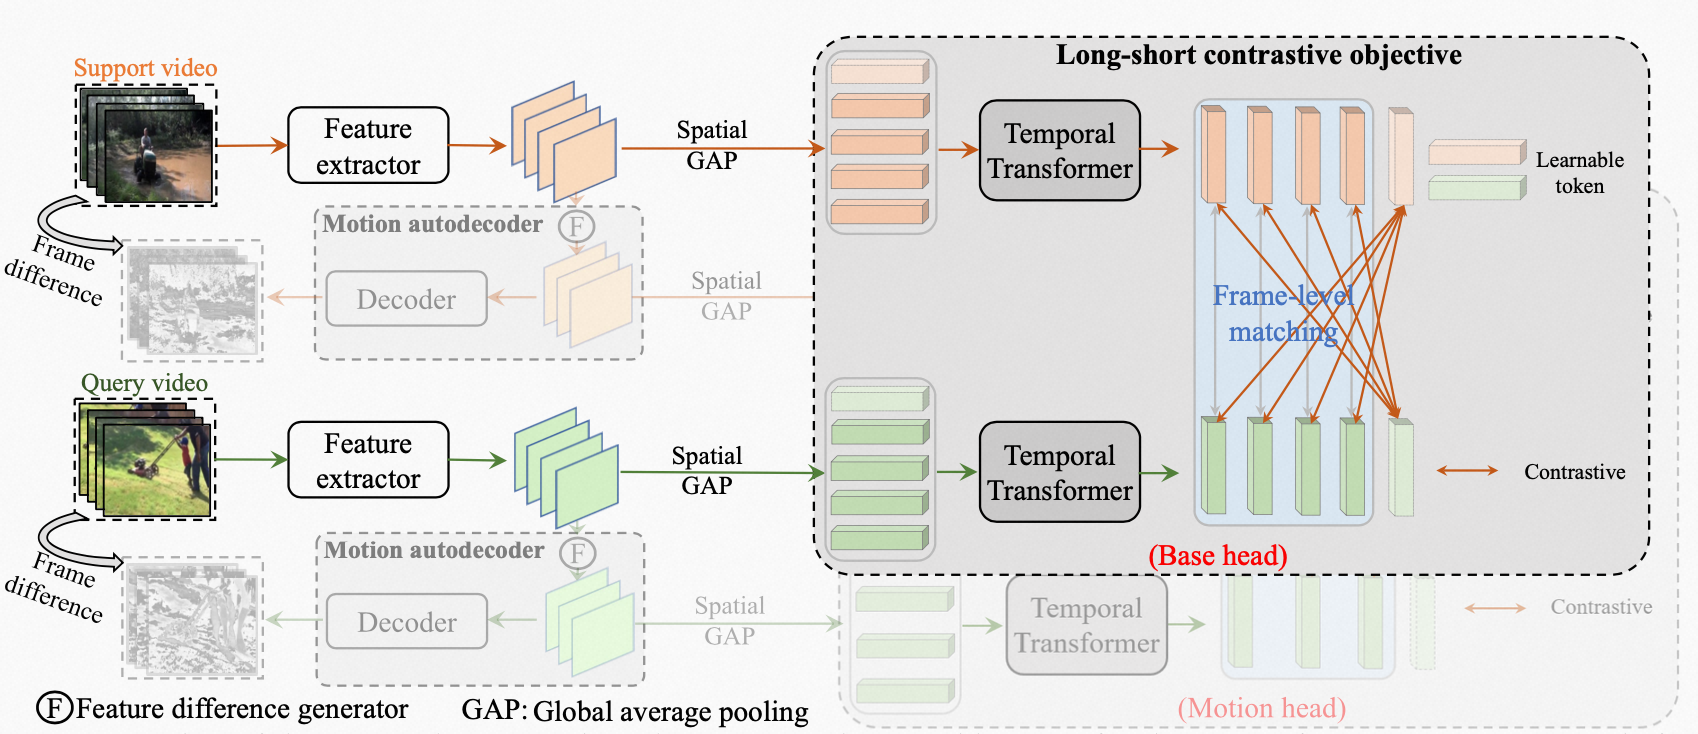 Long-short contrastive objective
Support video
Feature
extractor
Spatial
GAP
Temporal
Transformer
Learnable
token
Motion autodecoder
F
Frame
difference
Decoder
Spatial
GAP
Frame-level
matching
Query video
Feature
extractor
Spatial
GAP
Temporal
Transformer
Contrastive
(Base head)
Motion autodecoder
F
Frame
difference
Decoder
Spatial
GAP
Temporal
Transformer
Contrastive
(Motion head)
F Feature difference generator
GAP: Global average pooling